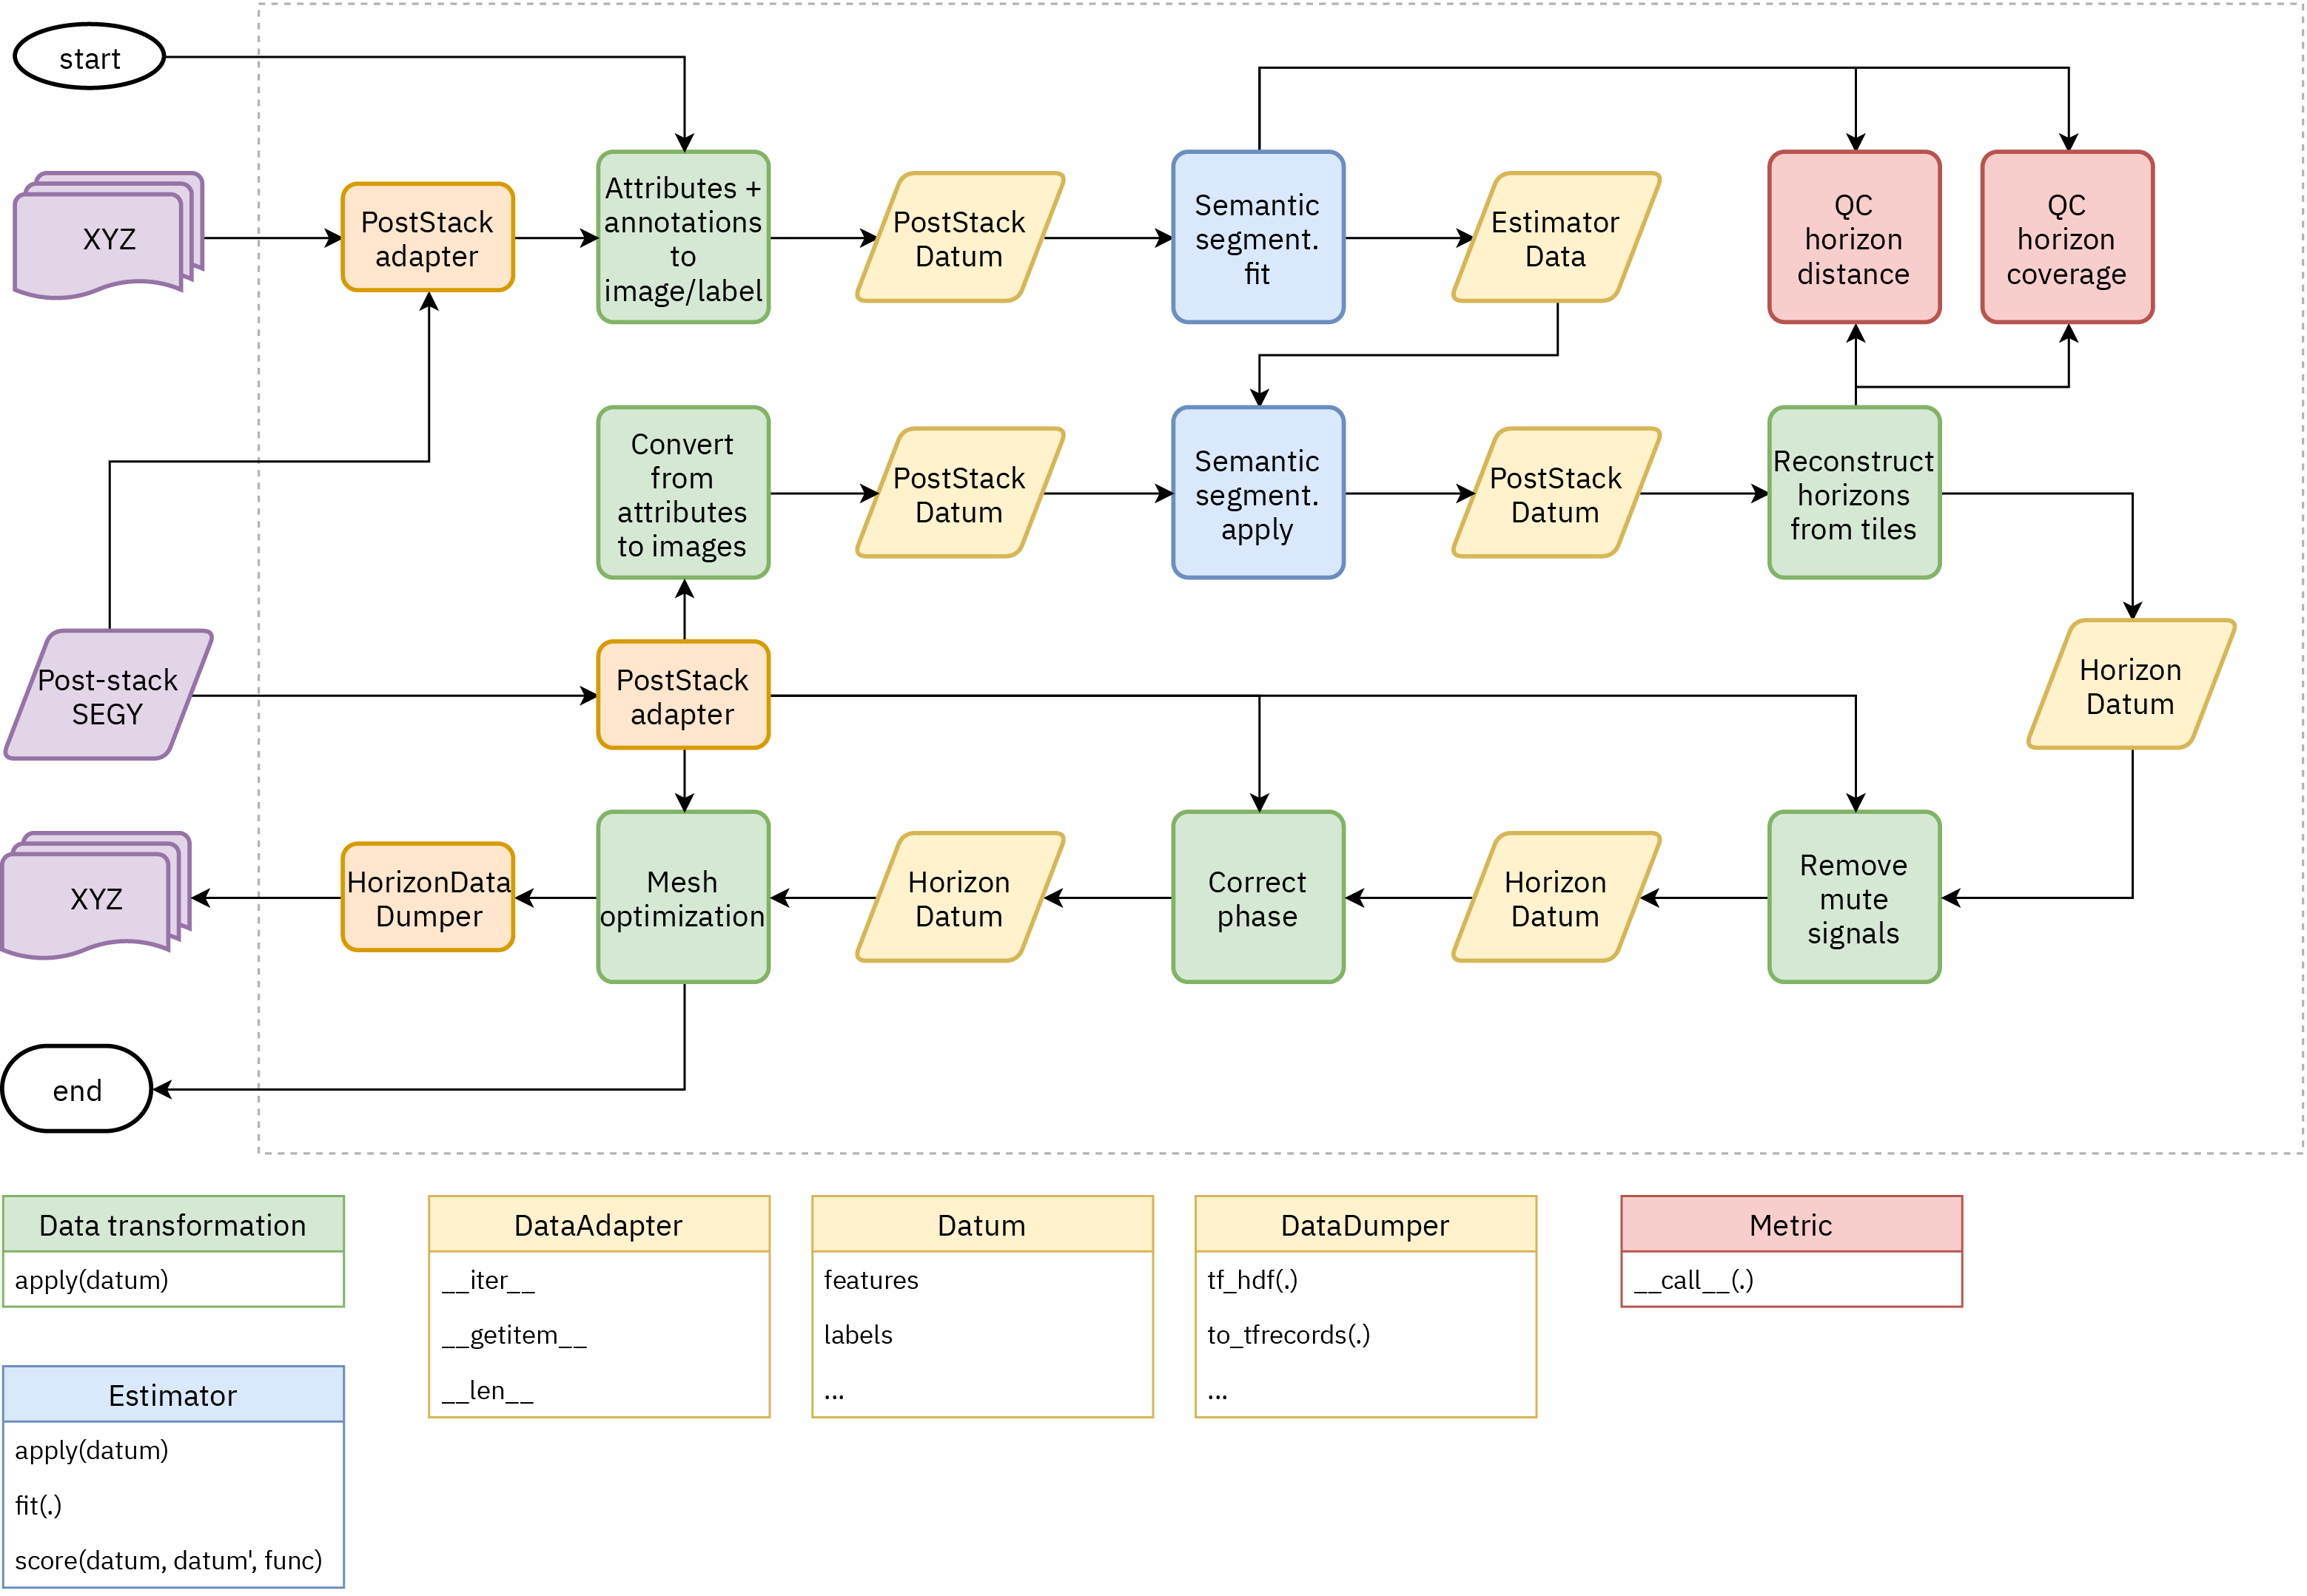 start
XYZ
PostStack
adapter
Attributes +
annotations
to
image/label
PostStack
Datum
Semantic
segment.
fit
Estimator
Data
QC
horizon
distance
QC
horizon
coverage
Convert
from
attributes
to images
PostStack
Datum
Semantic
segment.
apply
PostStack
Datum
Reconstruct
horizons
from tiles
Post-stack
SEGY
PostStack
adapter
Horizon
Datum
XYZ
HorizonData
Dumper
Mesh
optimization
Horizon
Datum
Correct
phase
Horizon
Datum
Remove
mute
signals
end
Data transformation
apply(datum)
DataAdapter
__iter__
__getitem__
__len__
Datum
features
labels
...
DataDumper
tf_hdf(.)
to_tfrecords(.)
...
Metric
__call__(.)
Estimator
apply(datum)
fit(.)
score(datum, datum', func)